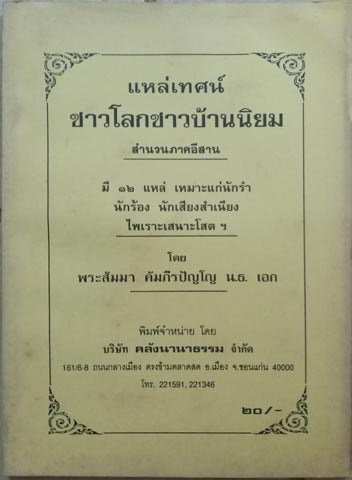 แหล่เทศน์
ชาวโลกชาวบ้านนิยม
สำนวนภาคอีสาน
มี ๑๒ แหล่ เหมาะแก่นักรำ
นักร้อง นักเสียงสำเนียง
ไพเราะเสนาะโสต ฯ
โดย
พระสัมมา คัมภีรปัญโญ น.ธ. เอก
พิมพ์จำหน่าย โดย
บริษัท คลังนานาธรรม จำกัด
161/6-8 ถนนกลางเมือง ตรงข้ามตลาดสด อ.เมือง จ.ขอนแก่น 40000
โทร. 221591, 221346
๒๐/-